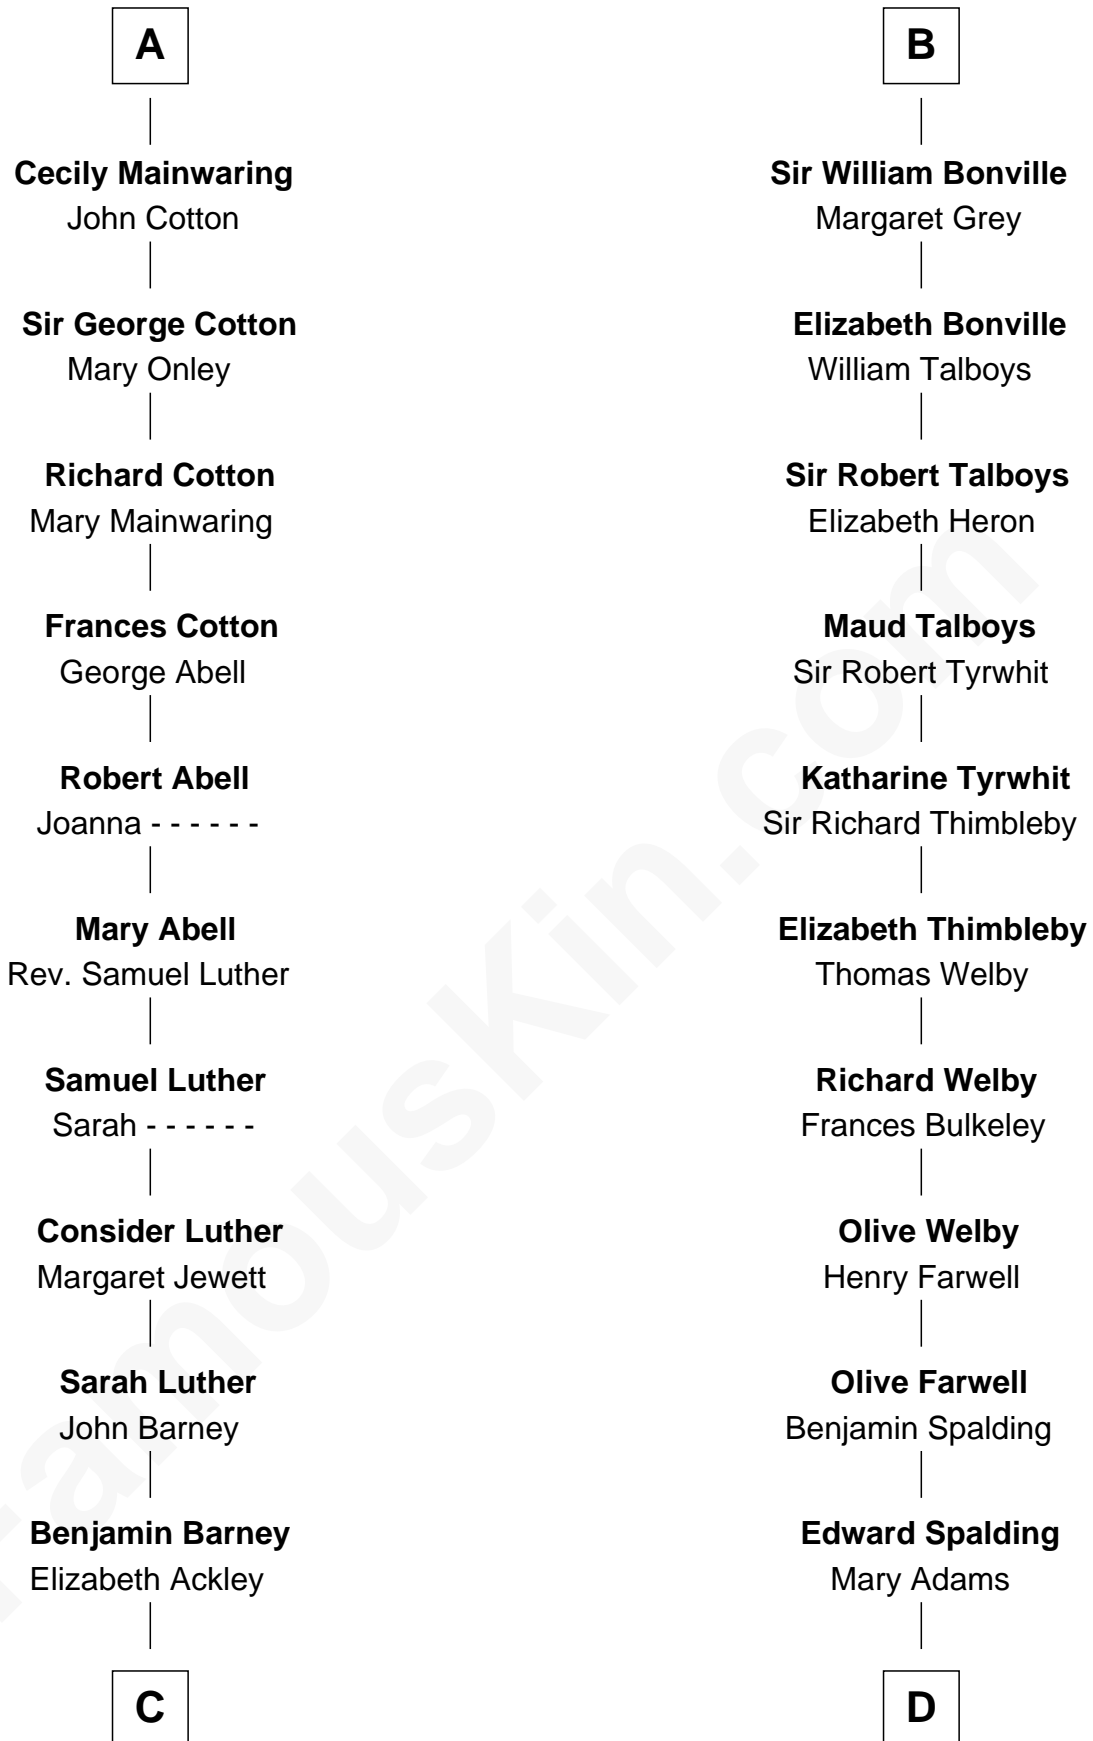 A
Cecily Mainwaring
John Cotton
Sir George Cotton
Mary Onley
Richard Cotton
Mary Mainwaring
Frances Cotton
George Abell
Robert Abell
Joanna - - - - - -
Mary Abell
Rev. Samuel Luther
Samuel Luther
Sarah - - - - - -
Consider Luther
Margaret Jewett
Sarah Luther
John Barney
Benjamin Barney
Elizabeth Ackley
C
B
Sir William Bonville
Margaret Grey
Elizabeth Bonville
William Talboys
Sir Robert Talboys
Elizabeth Heron
Maud Talboys
Sir Robert Tyrwhit
Katharine Tyrwhit
Sir Richard Thimbleby
Elizabeth Thimbleby
Thomas Welby
Richard Welby
Frances Bulkeley
Olive Welby
Henry Farwell
Olive Farwell
Benjamin Spalding
Edward Spalding
Mary Adams
D
FamousKin.com